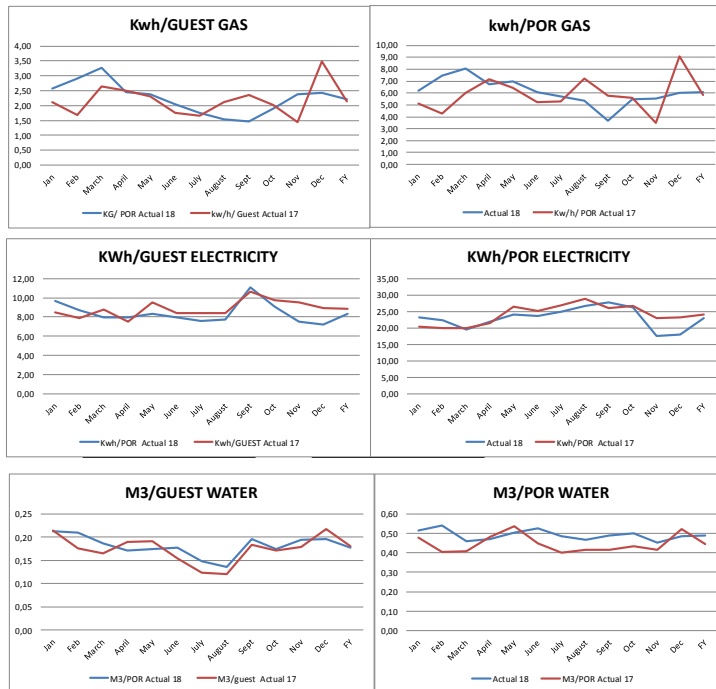 Kwh/GUEST GAS
4,00
3,50
3,00
2,50
2,00
1,50
1,00
0,50
0,00
Jan Feb March April May June July August Sept Oct Nov Dec FY
KG/ POR Actual 18 kw/h/ Guest Actual 17
kwh/POR GAS
10,00
9,00
8,00
7,00
6,00
5,00
4,00
3,00
2,00
1,00
0,00
Jan Feb March April May June July August Sept Oct Nov Dec FY
Actual 18 Kw/h/ POR Actual 17
KWh/GUEST ELECTRICITY
12,00
10,00
8,00
6,00
4,00
2,00
0,00
Jan Feb March April May June July August Sept Oct Nov Dec FY
Kwh/POR Actual 18 Kwh/GUEST Actual 17
KWh/POR ELECTRICITY
35,00
30,00
25,00
20,00
15,00
10,00
5,00
0,00
Jan Feb March April May June July August Sept Oct Nov Dec FY
Actual 18 Kwh/POR Actual 17
M3/GUEST WATER
0,25
0,20
0,15
0,10
0,05
0,00
Jan Feb March April May June July August Sept Oct Nov Dec FY
M3/POR Actual 18 M3/guest Actual 17
M3/POR WATER
0,60
0,50
0,40
0,30
0,20
0,10
0,00
Jan Feb March April May June July August Sept Oct Nov Dec FY
Actual 18 M3/POR Actual 17